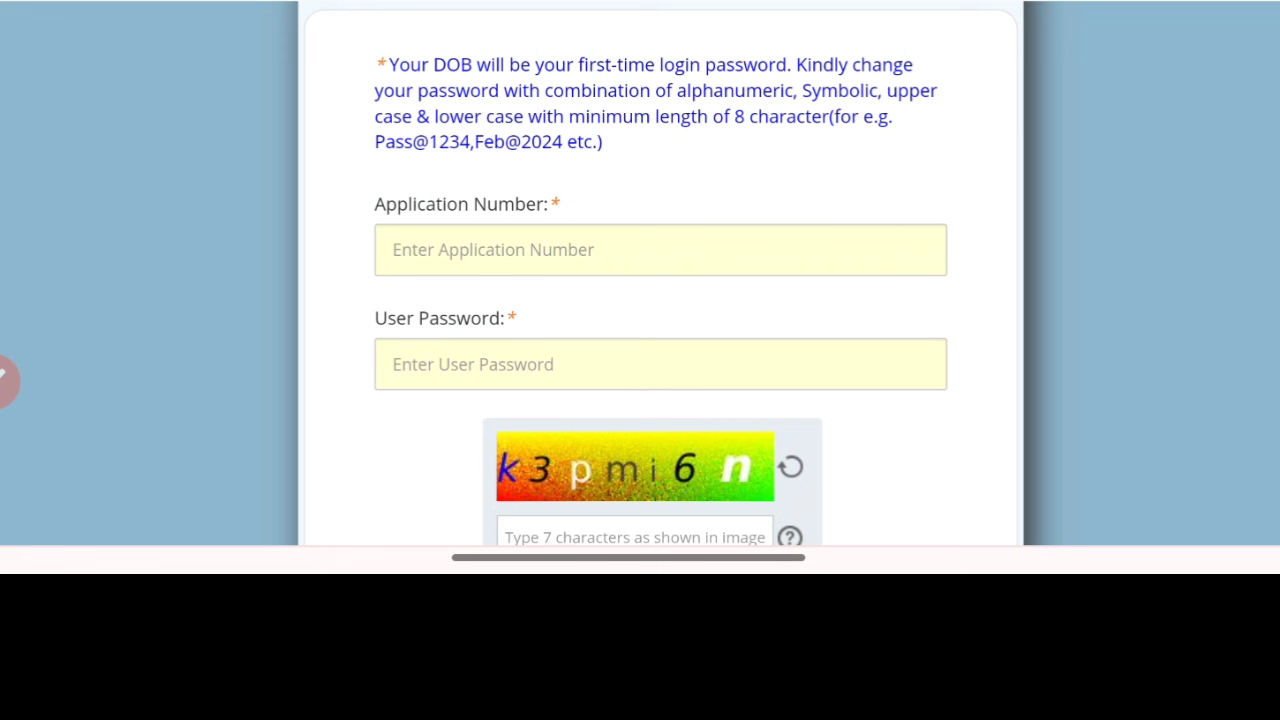 *Your DOB will be your first-time login password. Kindly change
your password with combination of alphanumeric, Symbolic, upper
case & lower case with minimum length of 8 character(for e.g.
Pass@1234,Feb@2024 etc.)
Application Number:*
Enter Application Number
User Password:*
Enter User Password
k3pmi6n
Type 7 characters as shown in image
?